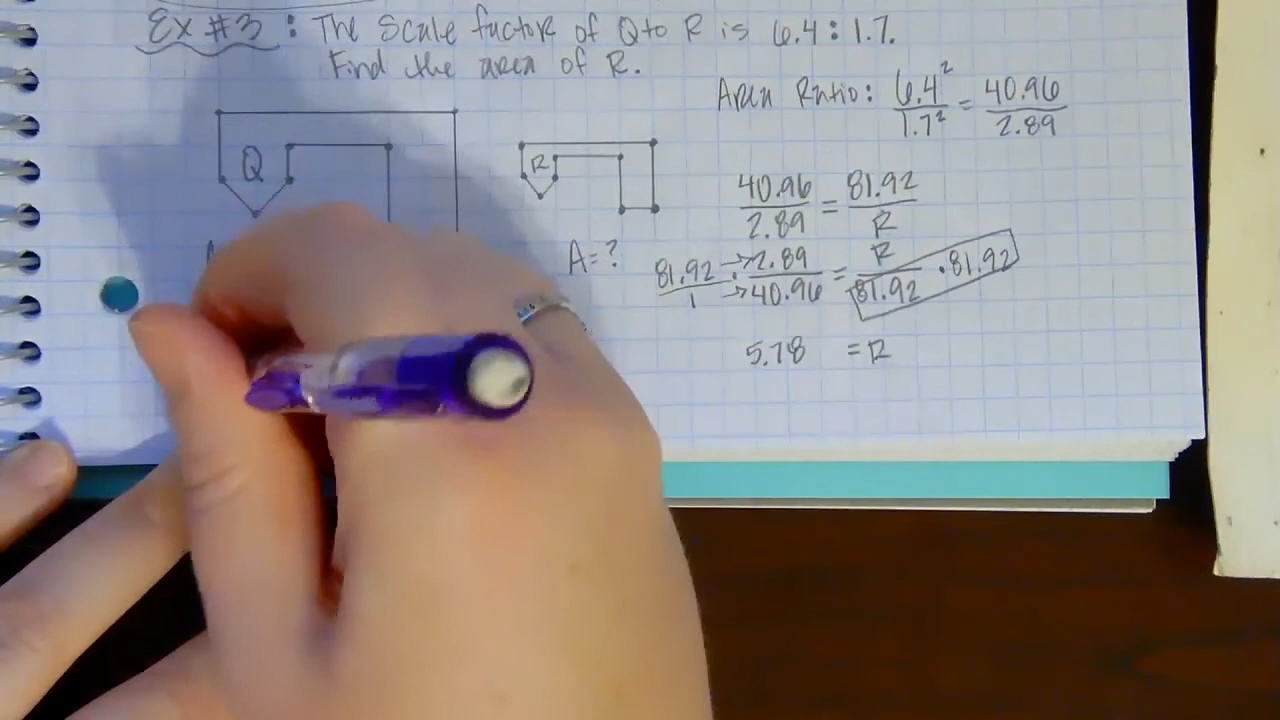 Ex #3: The Scale factor of Q to R is 6.4 : 1.7.
Find the area of R.
Area Ratio: 6.4²/1.7² = 40.96/2.89
Q
R
A = ?
40.96/2.89 = 81.92/R
81.92/1 · 2.89/40.96 = R/81.92 · 81.92
5.78 = R